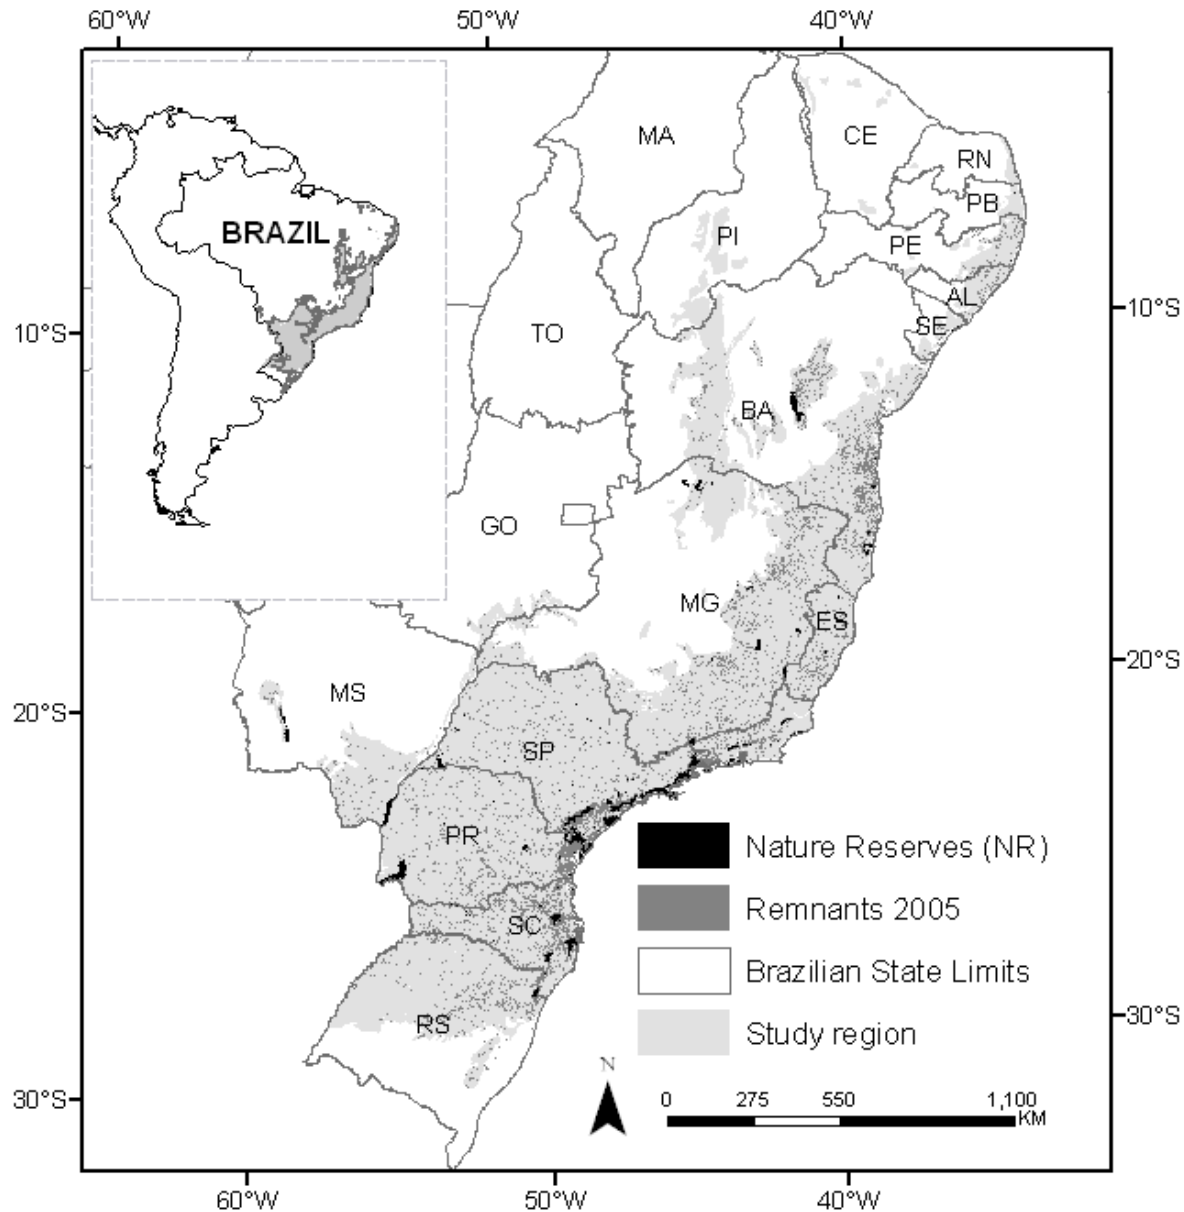 60°W 50°W 40°W
BRAZIL
MA
CE
RN
PB
PI
PE
AL
SE
10°S
10°S
TO
BA
GO
MG
ES
20°S
MS
20°S
SP
PR
Nature Reserves (NR)
Remnants 2005
SC
Brazilian State Limits
RS
Study region
30°S
N
0 275 550 1,100
KM
30°S
60°W 50°W 40°W